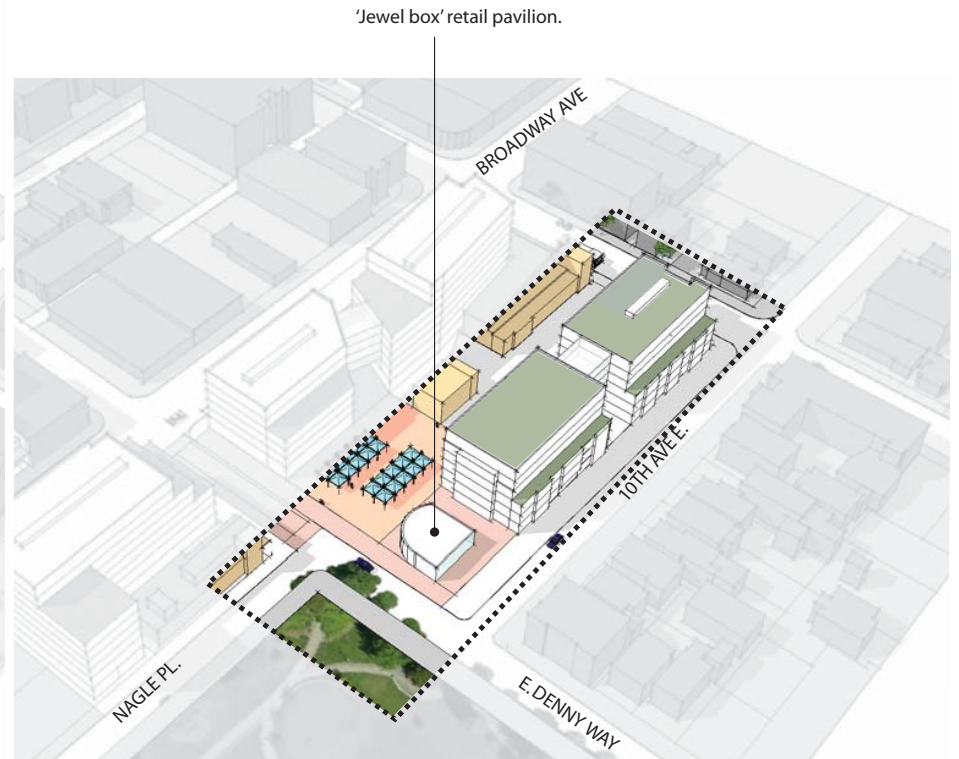 ‘Jewel box’ retail pavilion.
BROADWAY AVE
10TH AVE E.
NAGLE PL.
E. DENNY WAY